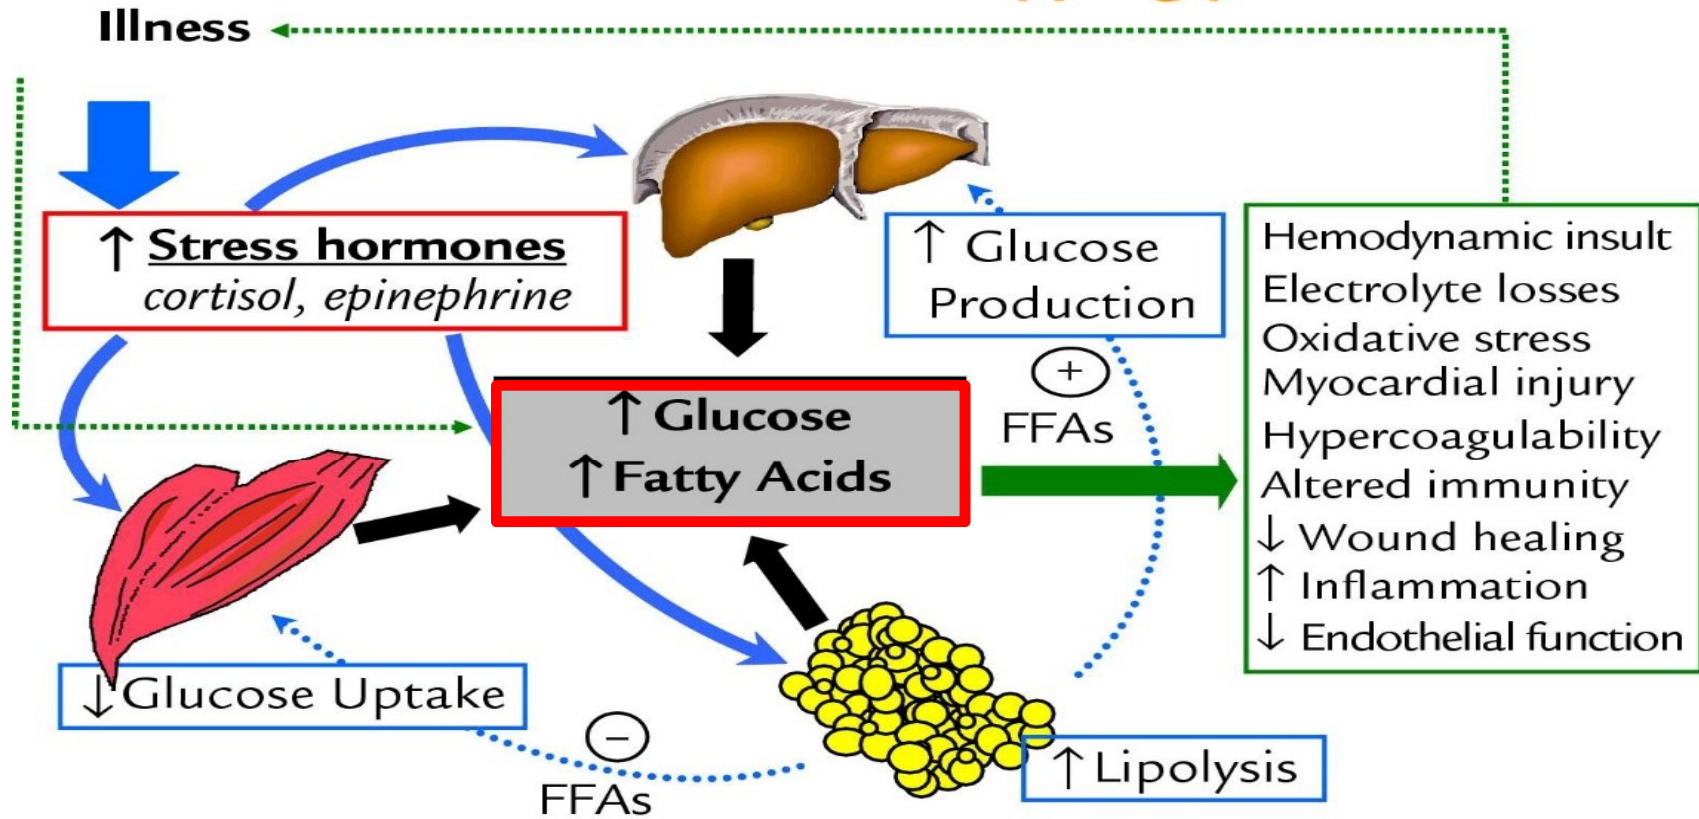 Illness
↑ Stress hormones
cortisol, epinephrine
↑ Glucose
Production
+
FFAs
↑ Glucose
↑ Fatty Acids
Hemodynamic insult
Electrolyte losses
Oxidative stress
Myocardial injury
Hypercoagulability
Altered immunity
↓ Wound healing
↑ Inflammation
↓ Endothelial function
↓ Glucose Uptake
−
FFAs
↑ Lipolysis